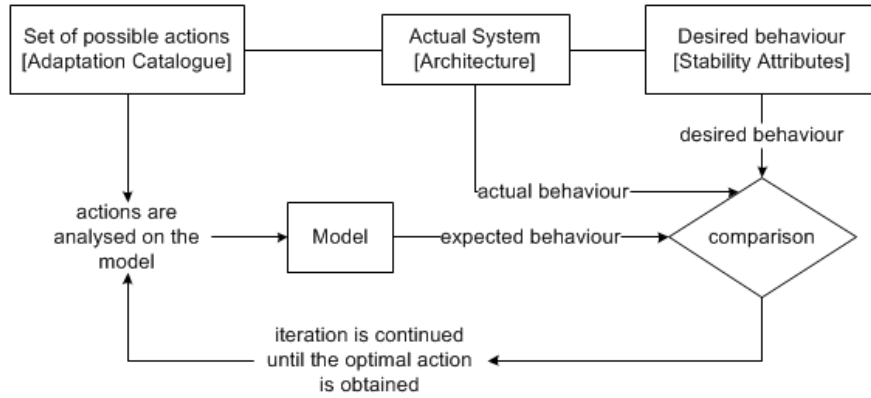 Set of possible actions
[Adaptation Catalogue]
Actual System
[Architecture]
Desired behaviour
[Stability Attributes]
desired behaviour
actual behaviour
actions are
analysed on the
model
Model
expected behaviour
comparison
iteration is continued
until the optimal action
is obtained